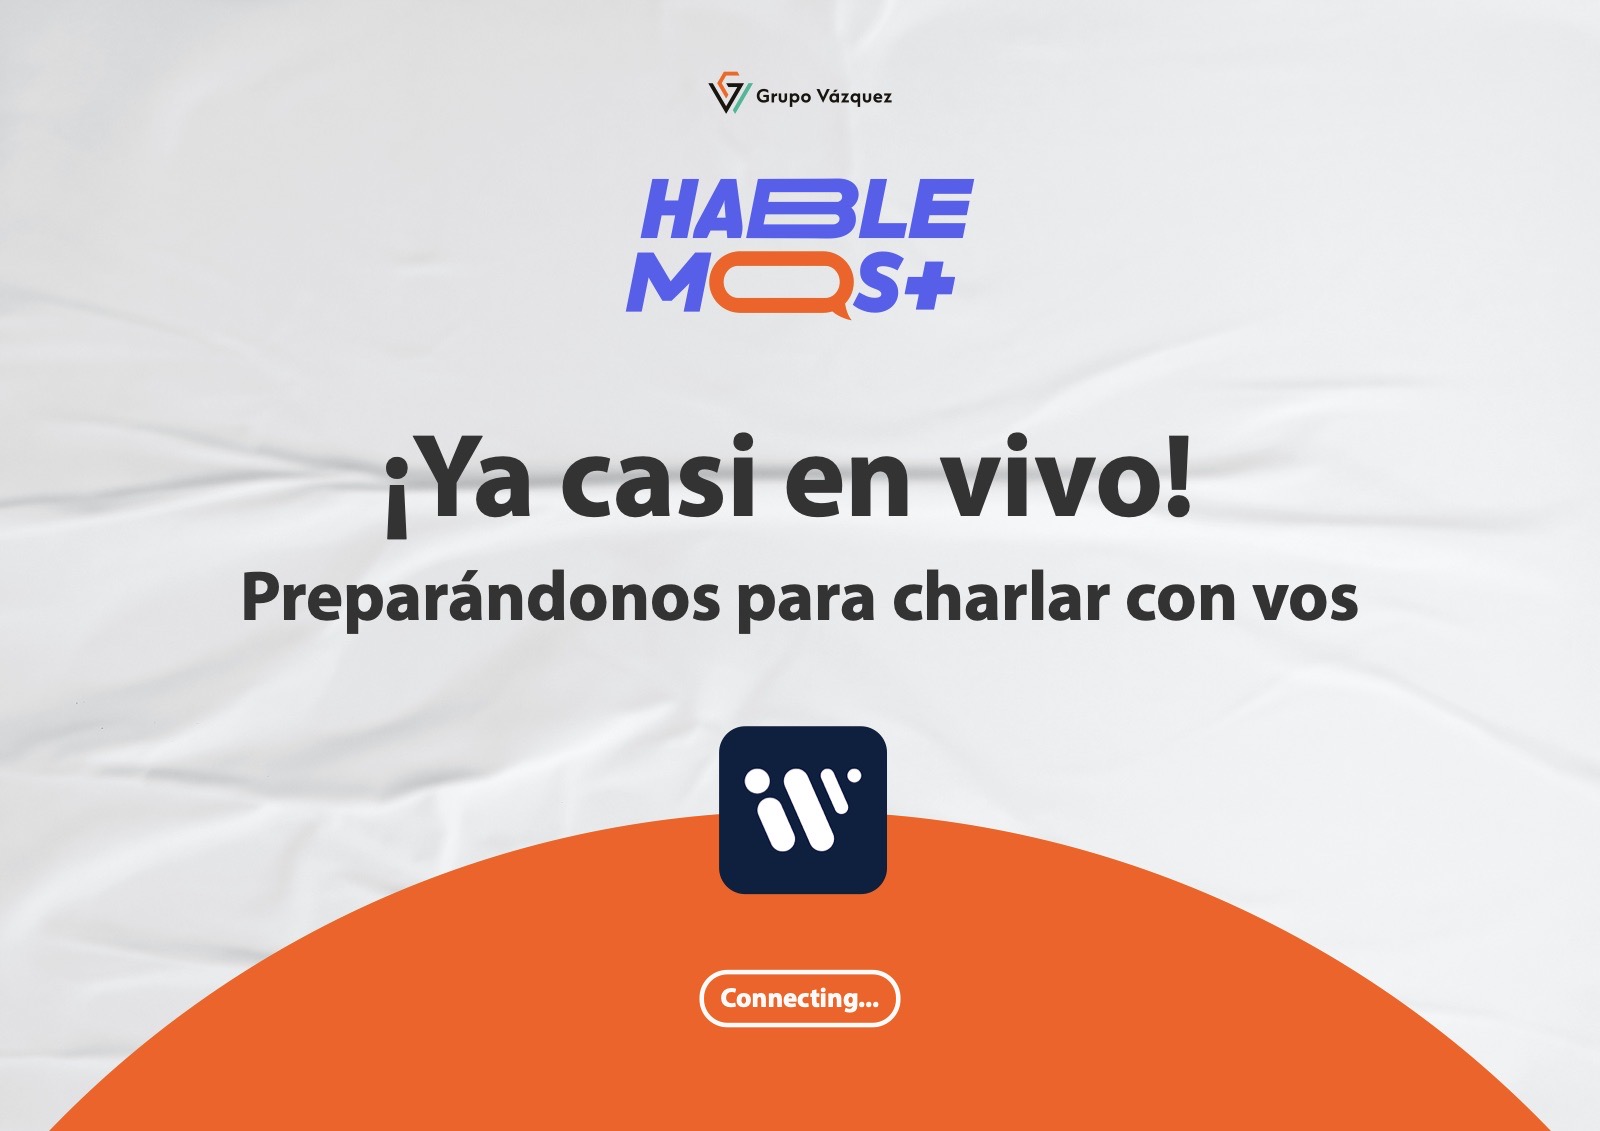 Grupo Vázquez
HABLE
MOS+
¡Ya casi en vivo!
Preparándonos para charlar con vos
Connecting...